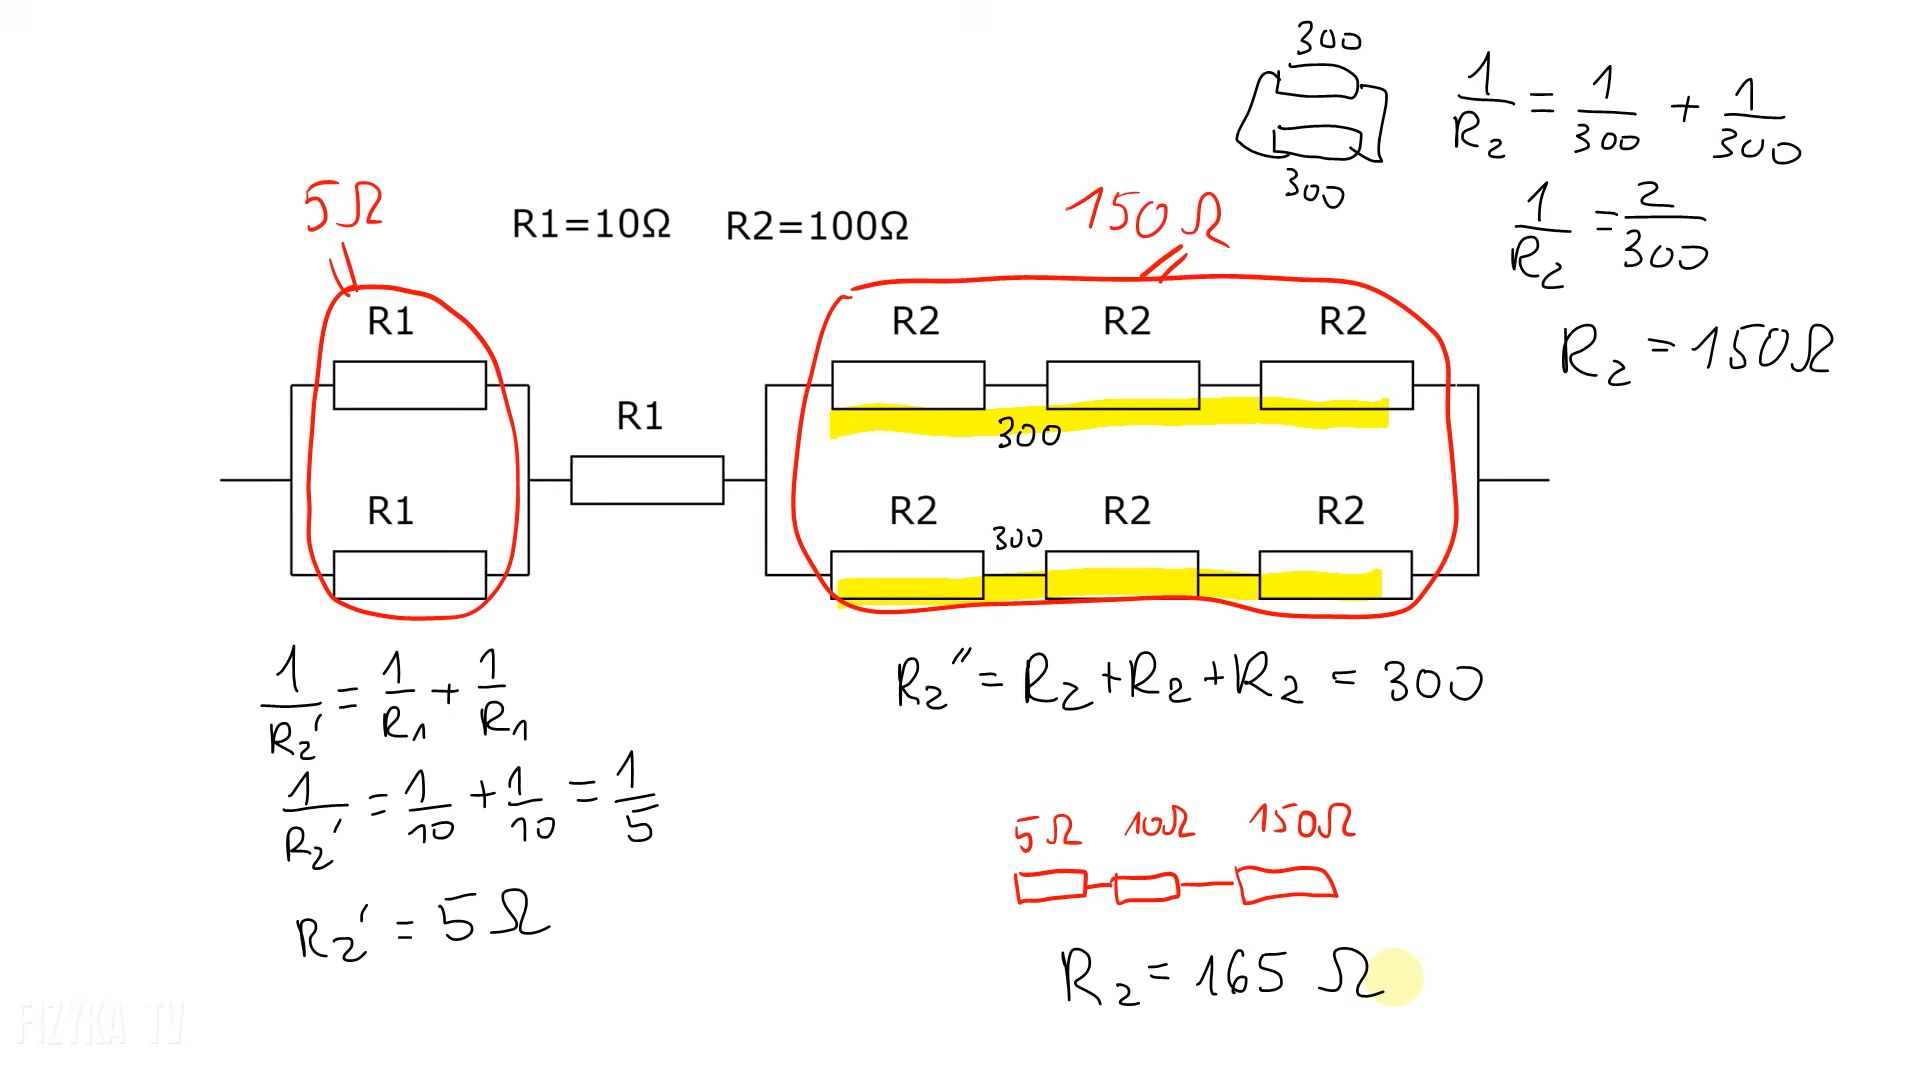 300
300
1/R₂ = 1/300 + 1/300
1/R₂ = 2/300
R₂ = 150Ω
5Ω
R1=10Ω
R2=100Ω
150Ω
R1
R1
R1
R2
R2
R2
300
R2
R2
R2
300
1/R₂' = 1/R₁ + 1/R₁
1/R₂' = 1/10 + 1/10 = 1/5
R₂' = 5Ω
R₂'' = R₂ + R₂ + R₂ = 300
5Ω
10Ω
150Ω
R₂ = 165 Ω
FIZYKA TV